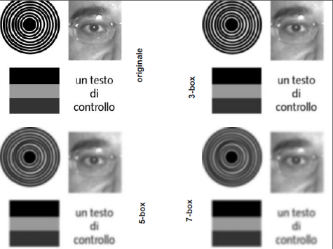 un testo
di
controllo
originale
un testo
di
controllo
3-box
un testo
di
controllo
5-box
un testo
di
controllo
7-box